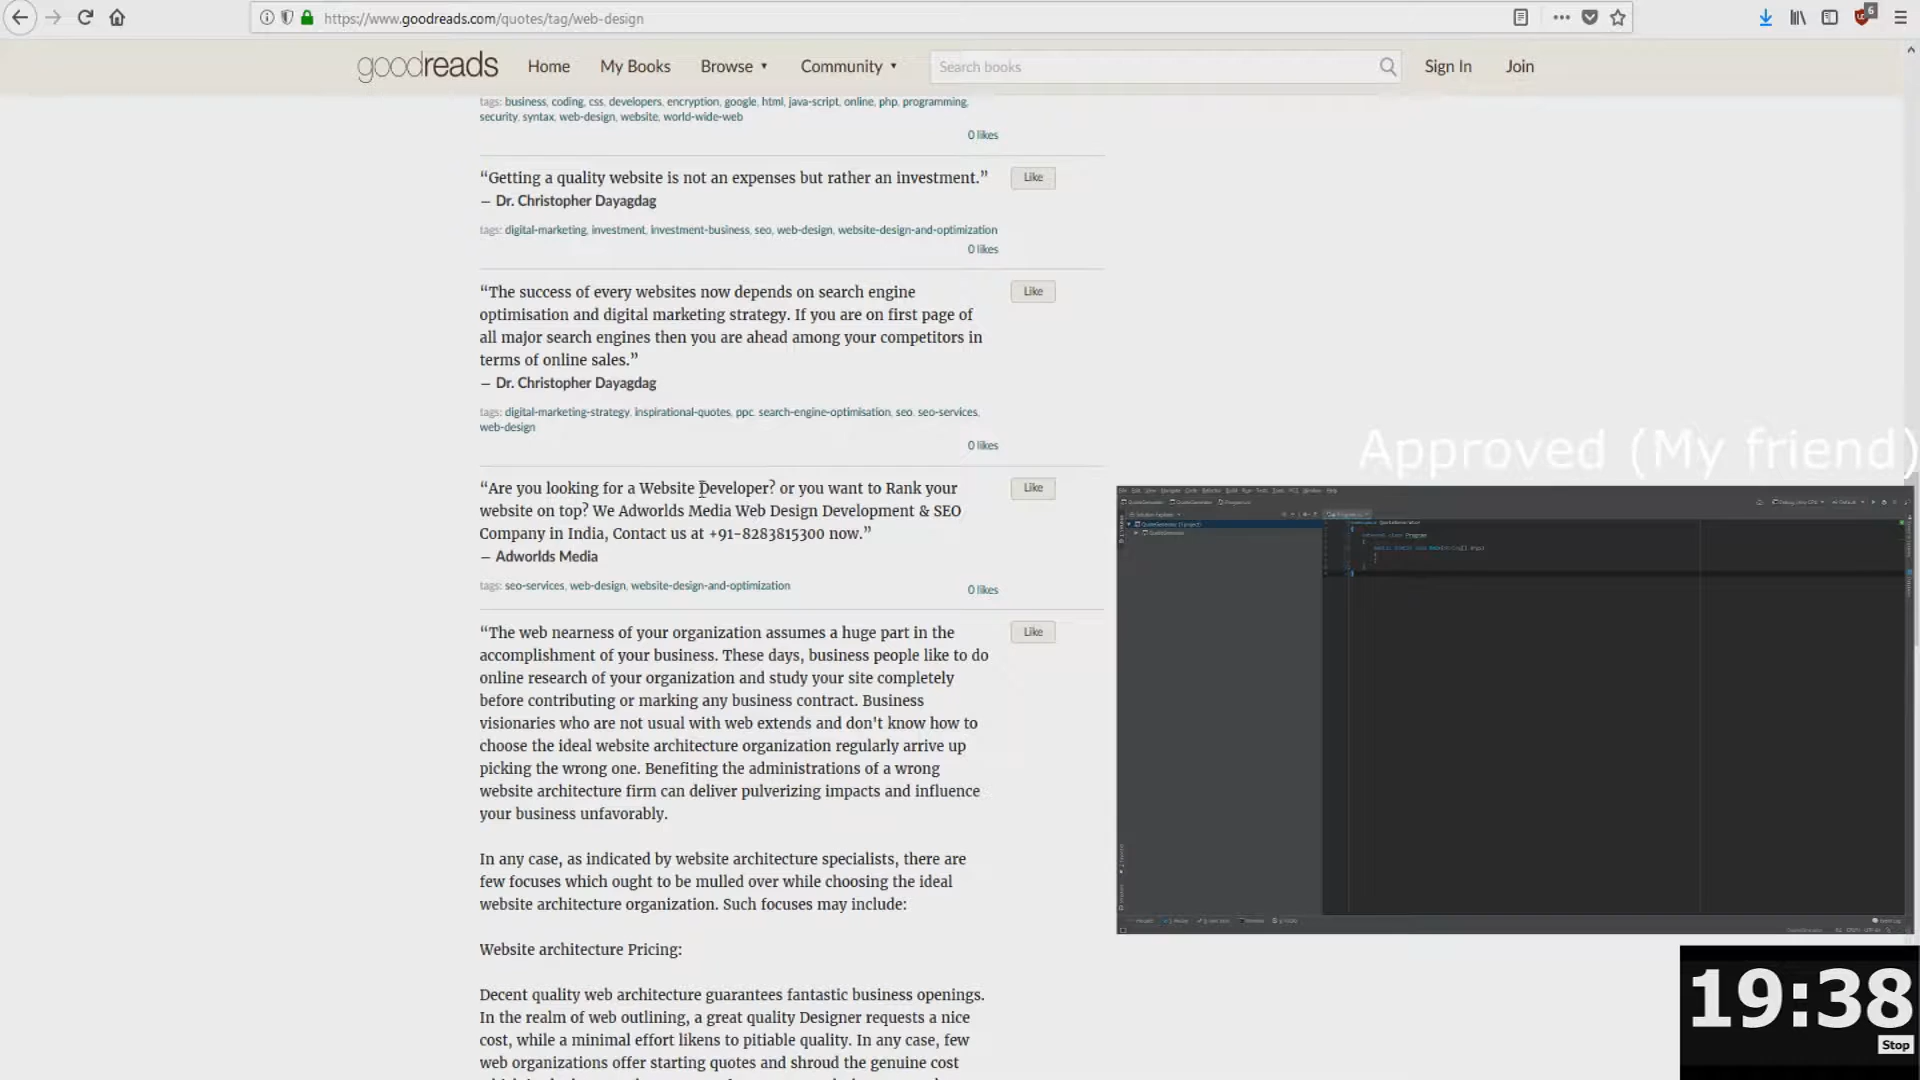 https://www.goodreads.com/quotes/tag/web-design
6
goodreads
Home
My Books
Browse
Community
Search books
Sign In
Join
tags: business, coding, css, developers, encryption, google, html, java-script, online, php, programming,
security, syntax, web-design, website, world-wide-web
0 likes
“Getting a quality website is not an expenses but rather an investment.”
Like
― Dr. Christopher Dayagdag
tags: digital-marketing, investment, investment-business, seo, web-design, website-design-and-optimization
0 likes
“The success of every websites now depends on search engine
Like
optimisation and digital marketing strategy. If you are on first page of
all major search engines then you are ahead among your competitors in
terms of online sales.”
― Dr. Christopher Dayagdag
tags: digital-marketing-strategy, inspirational-quotes, ppc, search-engine-optimisation, seo, seo-services,
web-design
0 likes
“Are you looking for a Website Developer? or you want to Rank your
Like
website on top? We Adworlds Media Web Design Development & SEO
Company in India, Contact us at +91-8283815300 now.”
― Adworlds Media
tags: seo-services, web-design, website-design-and-optimization
0 likes
“The web nearness of your organization assumes a huge part in the
Like
accomplishment of your business. These days, business people like to do
online research of your organization and study your site completely
before contributing or marking any business contract. Business
visionaries who are not usual with web extends and don't know how to
choose the ideal website architecture organization regularly arrive up
picking the wrong one. Benefiting the administrations of a wrong
website architecture firm can deliver pulverizing impacts and influence
your business unfavorably.
In any case, as indicated by website architecture specialists, there are
few focuses which ought to be mulled over while choosing the ideal
website architecture organization. Such focuses may include:
Website architecture Pricing:
Decent quality web architecture guarantees fantastic business openings.
In the realm of web outlining, a great quality Designer requests a nice
cost, while a minimal effort likens to pitiable quality. In any case, few
web organizations offer starting quotes and shroud the genuine cost
Approved (My friend)
19:38
Stop